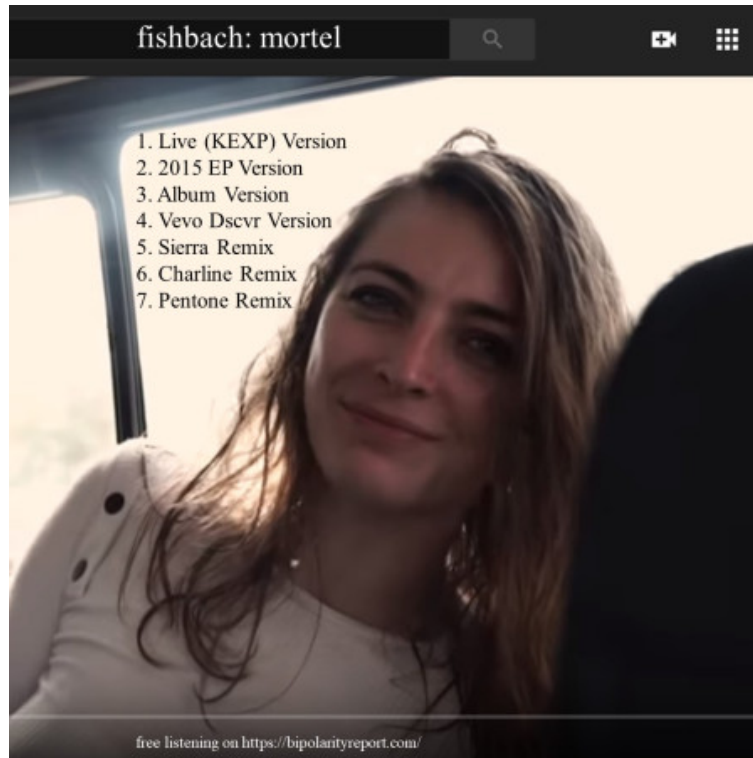 fishbach: mortel
1. Live (KEXP) Version
2. 2015 EP Version
3. Album Version
4. Vevo Dscvr Version
5. Sierra Remix
6. Charline Remix
7. Pentone Remix
free listening on https://bipolarityreport.com/